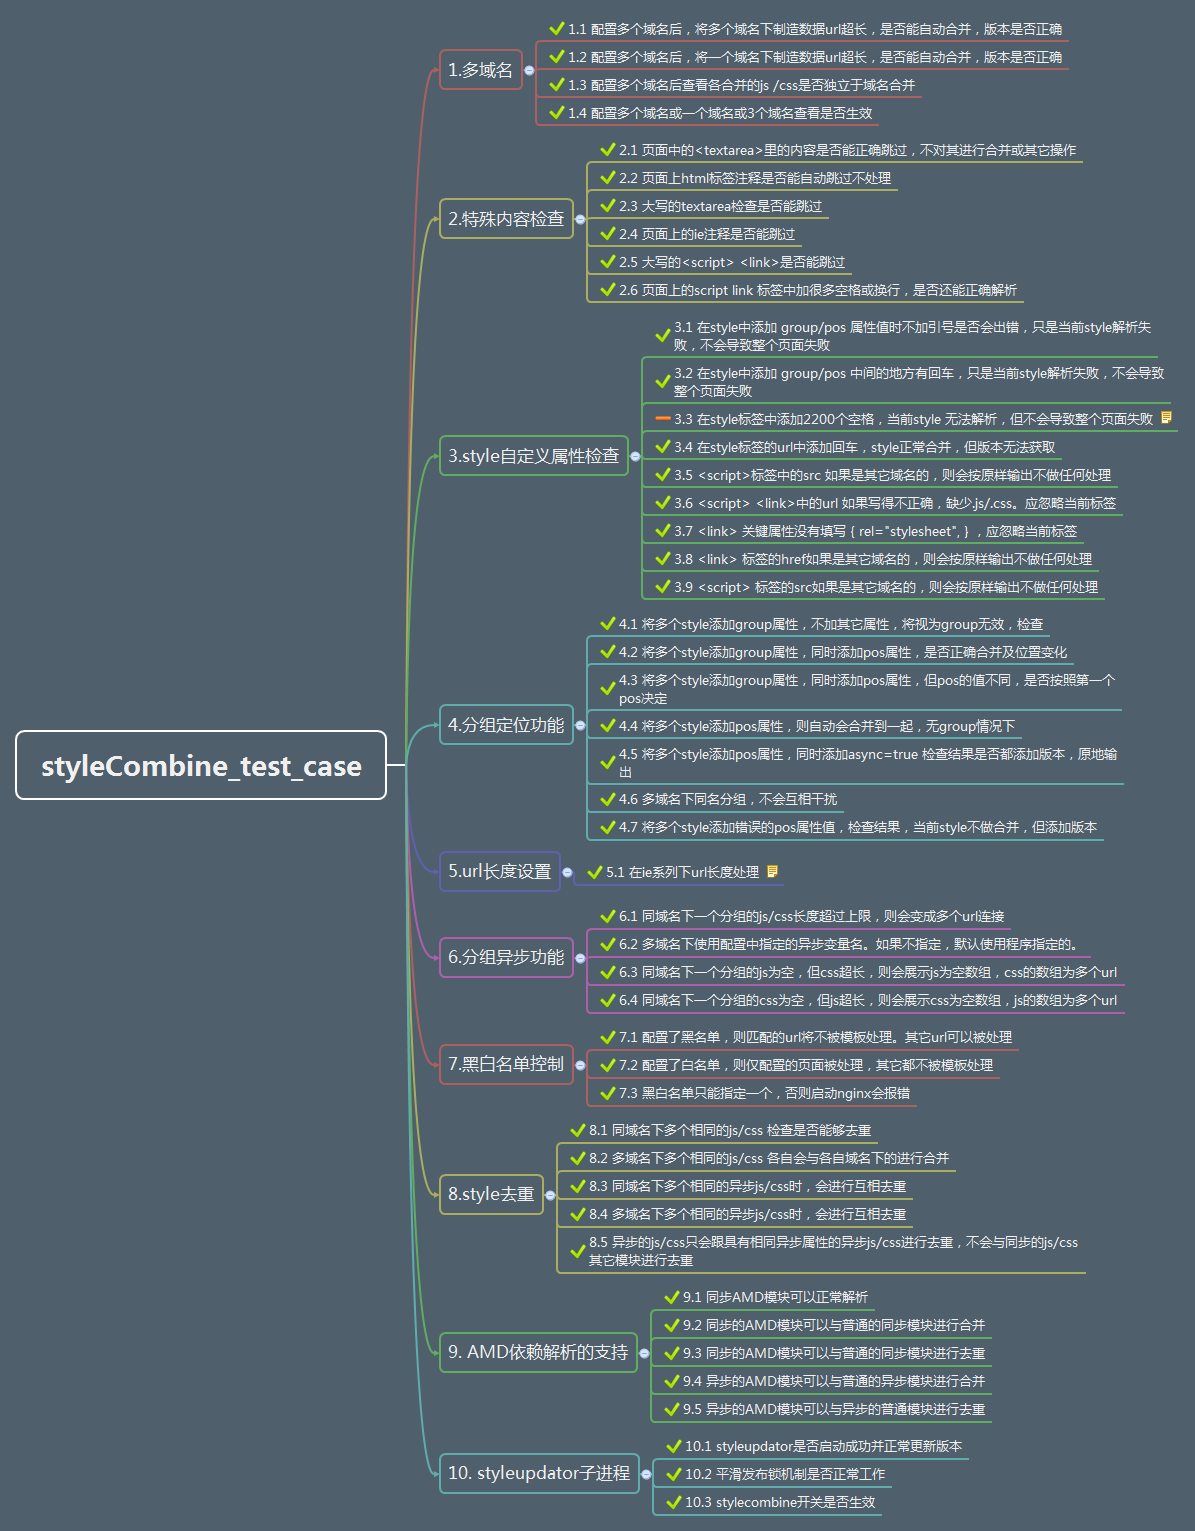 styleCombine_test_case
1.多域名
1.1 配置多个域名后，将多个域名下制造数据url超长，是否能自动合并，版本是否正确
1.2 配置多个域名后，将一个域名下制造数据url超长，是否能自动合并，版本是否正确
1.3 配置多个域名后查看各合并的js /css是否独立于域名合并
1.4 配置多个域名或一个域名或3个域名查看是否生效
2.特殊内容检查
2.1 页面中的<textarea>里的内容是否能正确跳过，不对其进行合并或其它操作
2.2 页面上html标签注释是否能自动跳过不处理
2.3 大写的textarea检查是否能跳过
2.4 页面上的ie注释是否能跳过
2.5 大写的<script> <link>是否能跳过
2.6 页面上的script link 标签中加很多空格或换行，是否还能正确解析
3.style自定义属性检查
3.1 在style中添加 group/pos 属性值时不加引号是否会出错，只是当前style解析失
败，不会导致整个页面失败
3.2 在style中添加 group/pos 中间的地方有回车，只是当前style解析失败，不会导致
整个页面失败
3.3 在style标签中添加2200个空格，当前style 无法解析，但不会导致整个页面失败
3.4 在style标签的url中添加回车，style正常合并，但版本无法获取
3.5 <script>标签中的src 如果是其它域名的，则会按原样输出不做任何处理
3.6 <script> <link>中的url 如果写得不正确，缺少.js/.css。应忽略当前标签
3.7 <link> 关键属性没有填写 { rel="stylesheet", } ，应忽略当前标签
3.8 <link> 标签的href如果是其它域名的，则会按原样输出不做任何处理
3.9 <script> 标签的src如果是其它域名的，则会按原样输出不做任何处理
4.分组定位功能
4.1 将多个style添加group属性，不加其它属性，将视为group无效，检查
4.2 将多个style添加group属性，同时添加pos属性，是否正确合并及位置变化
4.3 将多个style添加group属性，同时添加pos属性，但pos的值不同，是否按照第一个
pos决定
4.4 将多个style添加pos属性，则自动会合并到一起，无group情况下
4.5 将多个style添加pos属性，同时添加async=true 检查结果是否都添加版本，原地输
出
4.6 多域名下同名分组，不会互相干扰
4.7 将多个style添加错误的pos属性值，检查结果，当前style不做合并，但添加版本
5.url长度设置
5.1 在ie系列下url长度处理
6.分组异步功能
6.1 同域名下一个分组的js/css长度超过上限，则会变成多个url连接
6.2 多域名下使用配置中指定的异步变量名。如果不指定，默认使用程序指定的。
6.3 同域名下一个分组的js为空，但css超长，则会展示js为空数组，css的数组为多个url
6.4 同域名下一个分组的css为空，但js超长，则会展示css为空数组，js的数组为多个url
7.黑白名单控制
7.1 配置了黑名单，则匹配的url将不被模板处理。其它url可以被处理
7.2 配置了白名单，则仅配置的页面被处理，其它都不被模板处理
7.3 黑白名单只能指定一个，否则启动nginx会报错
8.style去重
8.1 同域名下多个相同的js/css 检查是否能够去重
8.2 多域名下多个相同的js/css 各自会与各自域名下的进行合并
8.3 同域名下多个相同的异步js/css时，会进行互相去重
8.4 多域名下多个相同的异步js/css时，会进行互相去重
8.5 异步的js/css只会跟具有相同异步属性的异步js/css进行去重，不会与同步的js/css
其它模块进行去重
9. AMD依赖解析的支持
9.1 同步AMD模块可以正常解析
9.2 同步的AMD模块可以与普通的同步模块进行合并
9.3 同步的AMD模块可以与普通的同步模块进行去重
9.4 异步的AMD模块可以与普通的异步模块进行合并
9.5 异步的AMD模块可以与异步的普通模块进行去重
10. styleupdator子进程
10.1 styleupdator是否启动成功并正常更新版本
10.2 平滑发布锁机制是否正常工作
10.3 stylecombine开关是否生效